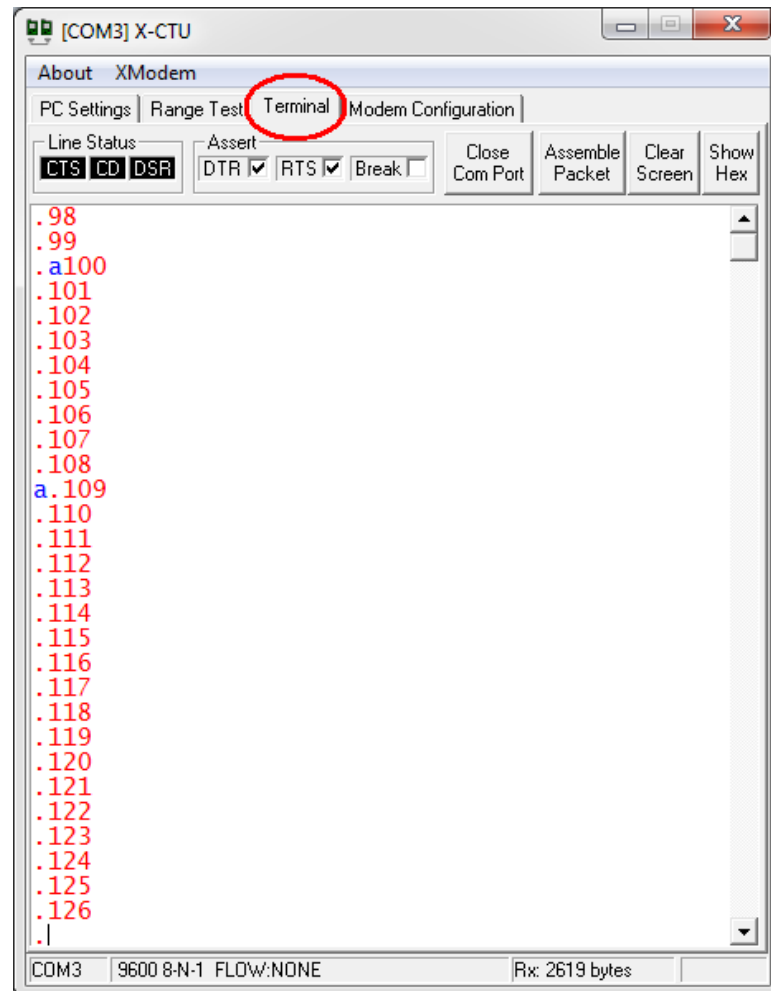 [COM3] X-CTU
About XModem
PC Settings Range Test Terminal Modem Configuration
Line Status Assert
CTS CD DSR DTR RTS Break
Close Com Port
Assemble Packet
Clear Screen
Show Hex
.98
.99
.a100
.101
.102
.103
.104
.105
.106
.107
.108
a.109
.110
.111
.112
.113
.114
.115
.116
.117
.118
.119
.120
.121
.122
.123
.124
.125
.126
.
COM3 9600 8-N-1 FLOW:NONE Rx: 2619 bytes